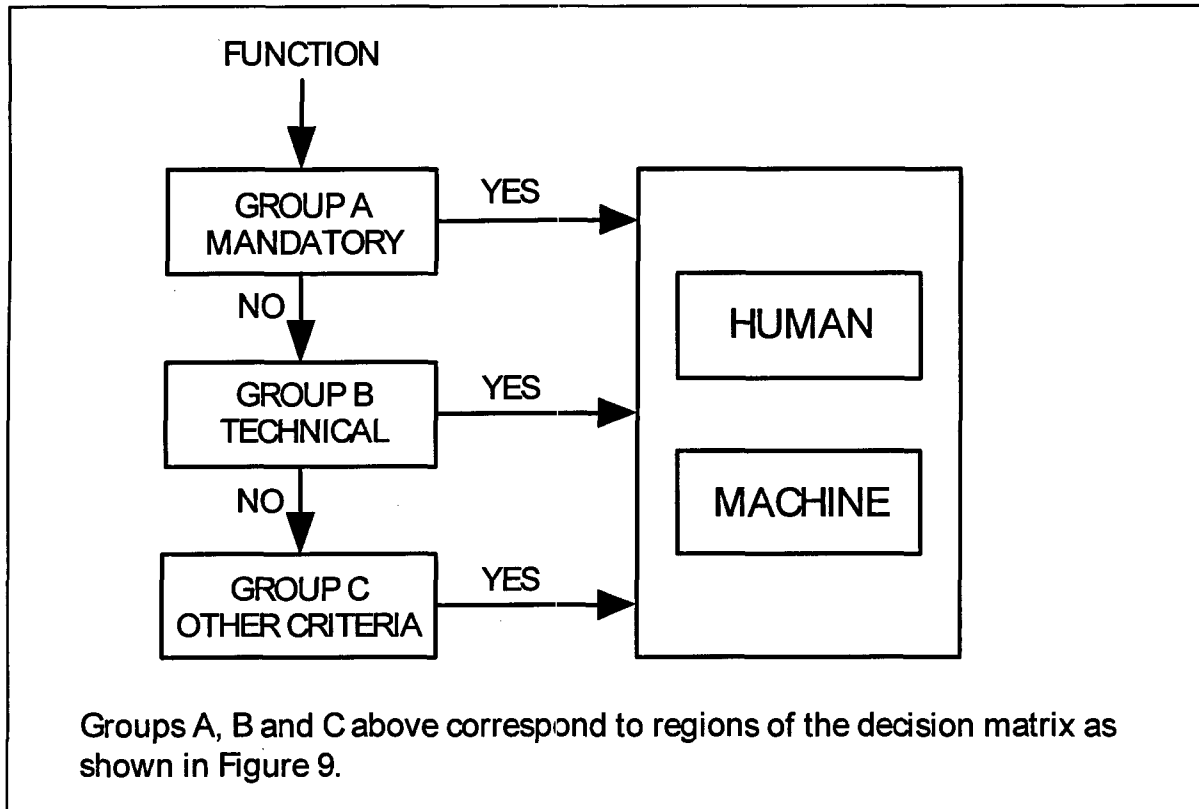 FUNCTION
GROUP A
MANDATORY
YES
NO
GROUP B
TECHNICAL
YES
NO
GROUP C
OTHER CRITERIA
YES
HUMAN
MACHINE
Groups A, B and C above correspond to regions of the decision matrix as
shown in Figure 9.